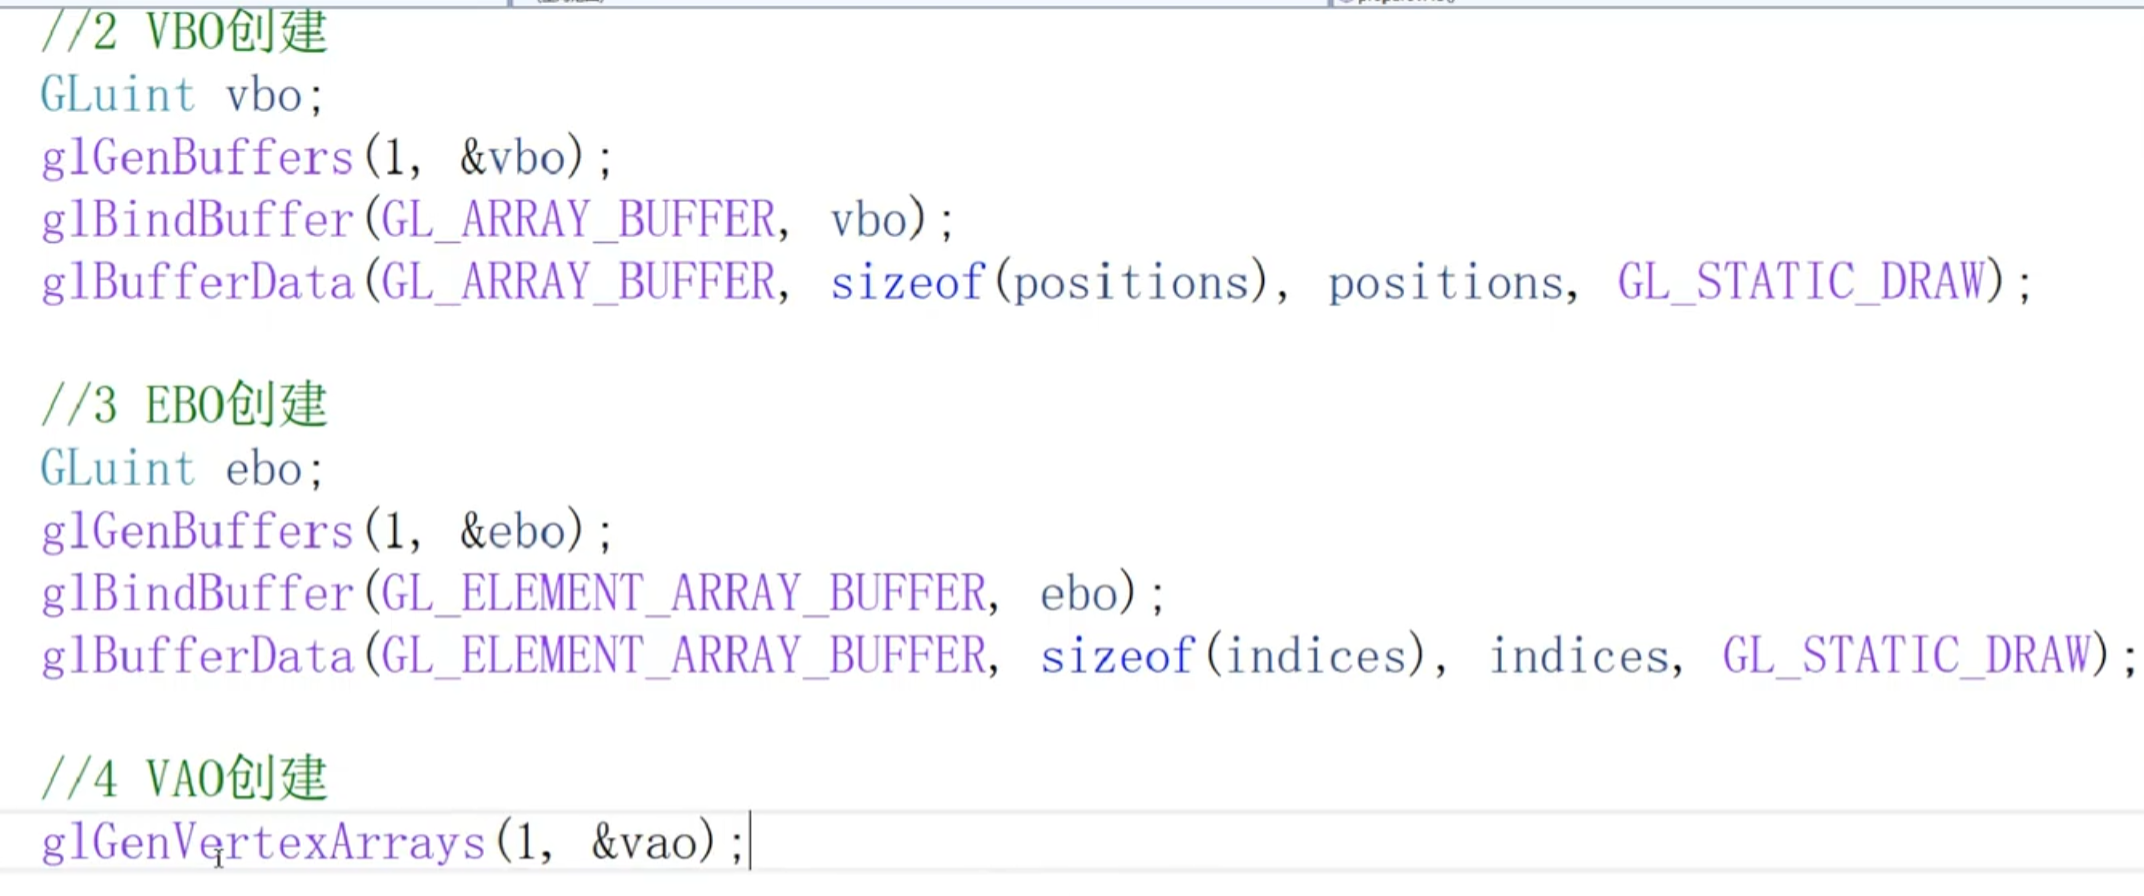 //2 VBO创建
GLuint vbo;
glGenBuffers(1, &vbo);
glBindBuffer(GL_ARRAY_BUFFER, vbo);
glBufferData(GL_ARRAY_BUFFER, sizeof(positions), positions, GL_STATIC_DRAW);
//3 EBO创建
GLuint ebo;
glGenBuffers(1, &ebo);
glBindBuffer(GL_ELEMENT_ARRAY_BUFFER, ebo);
glBufferData(GL_ELEMENT_ARRAY_BUFFER, sizeof(indices), indices, GL_STATIC_DRAW);
//4 VAO创建
glGenVertexArrays(1, &vao);